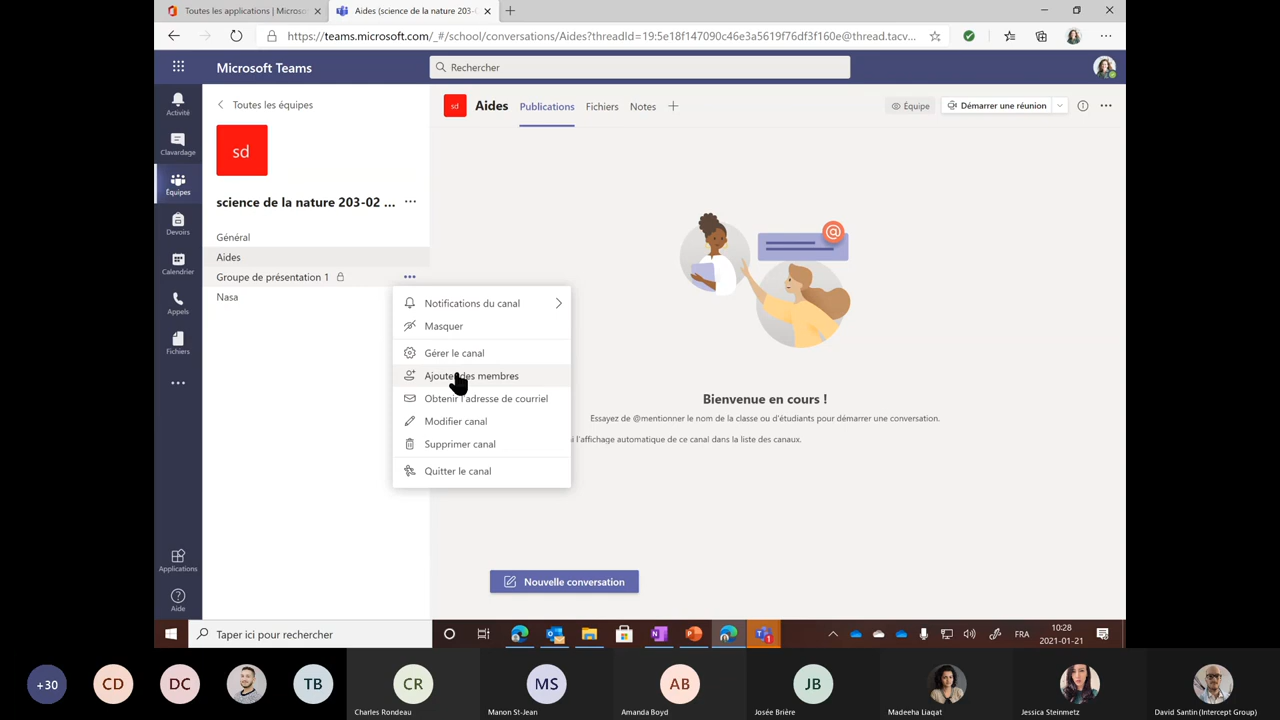 Toutes les applications | Microso
Aides (science de la nature 203-
https://teams.microsoft.com/_#/school/conversations/Aides?threadId=19:5e18f147090c46e3a5619f76df3f160e@thread.tacv...
Microsoft Teams
Rechercher
Activité
Clavardage
Équipes
Devoirs
Calendrier
Appels
Fichiers
Applications
Aide
Toutes les équipes
sd
science de la nature 203-02 ...
Général
Aides
Groupe de présentation 1
Nasa
sd
Aides
Publications
Fichiers
Notes
Équipe
Démarrer une réunion
Notifications du canal
Masquer
Gérer le canal
Ajouter des membres
Obtenir l'adresse de courriel
Modifier canal
Supprimer canal
Quitter le canal
Bienvenue en cours !
Essayez de @mentionner le nom de la classe ou d'étudiants pour démarrer une conversation.
l'affichage automatique de ce canal dans la liste des canaux.
Nouvelle conversation
Taper ici pour rechercher
FRA
10:28
2021-01-21
+30
CD
DC
TB
CR
Charles Rondeau
MS
Manon St-Jean
AB
Amanda Boyd
JB
Josée Brière
Madeeha Liaqat
Jessica Steinmetz
David Santin (Intercept Group)